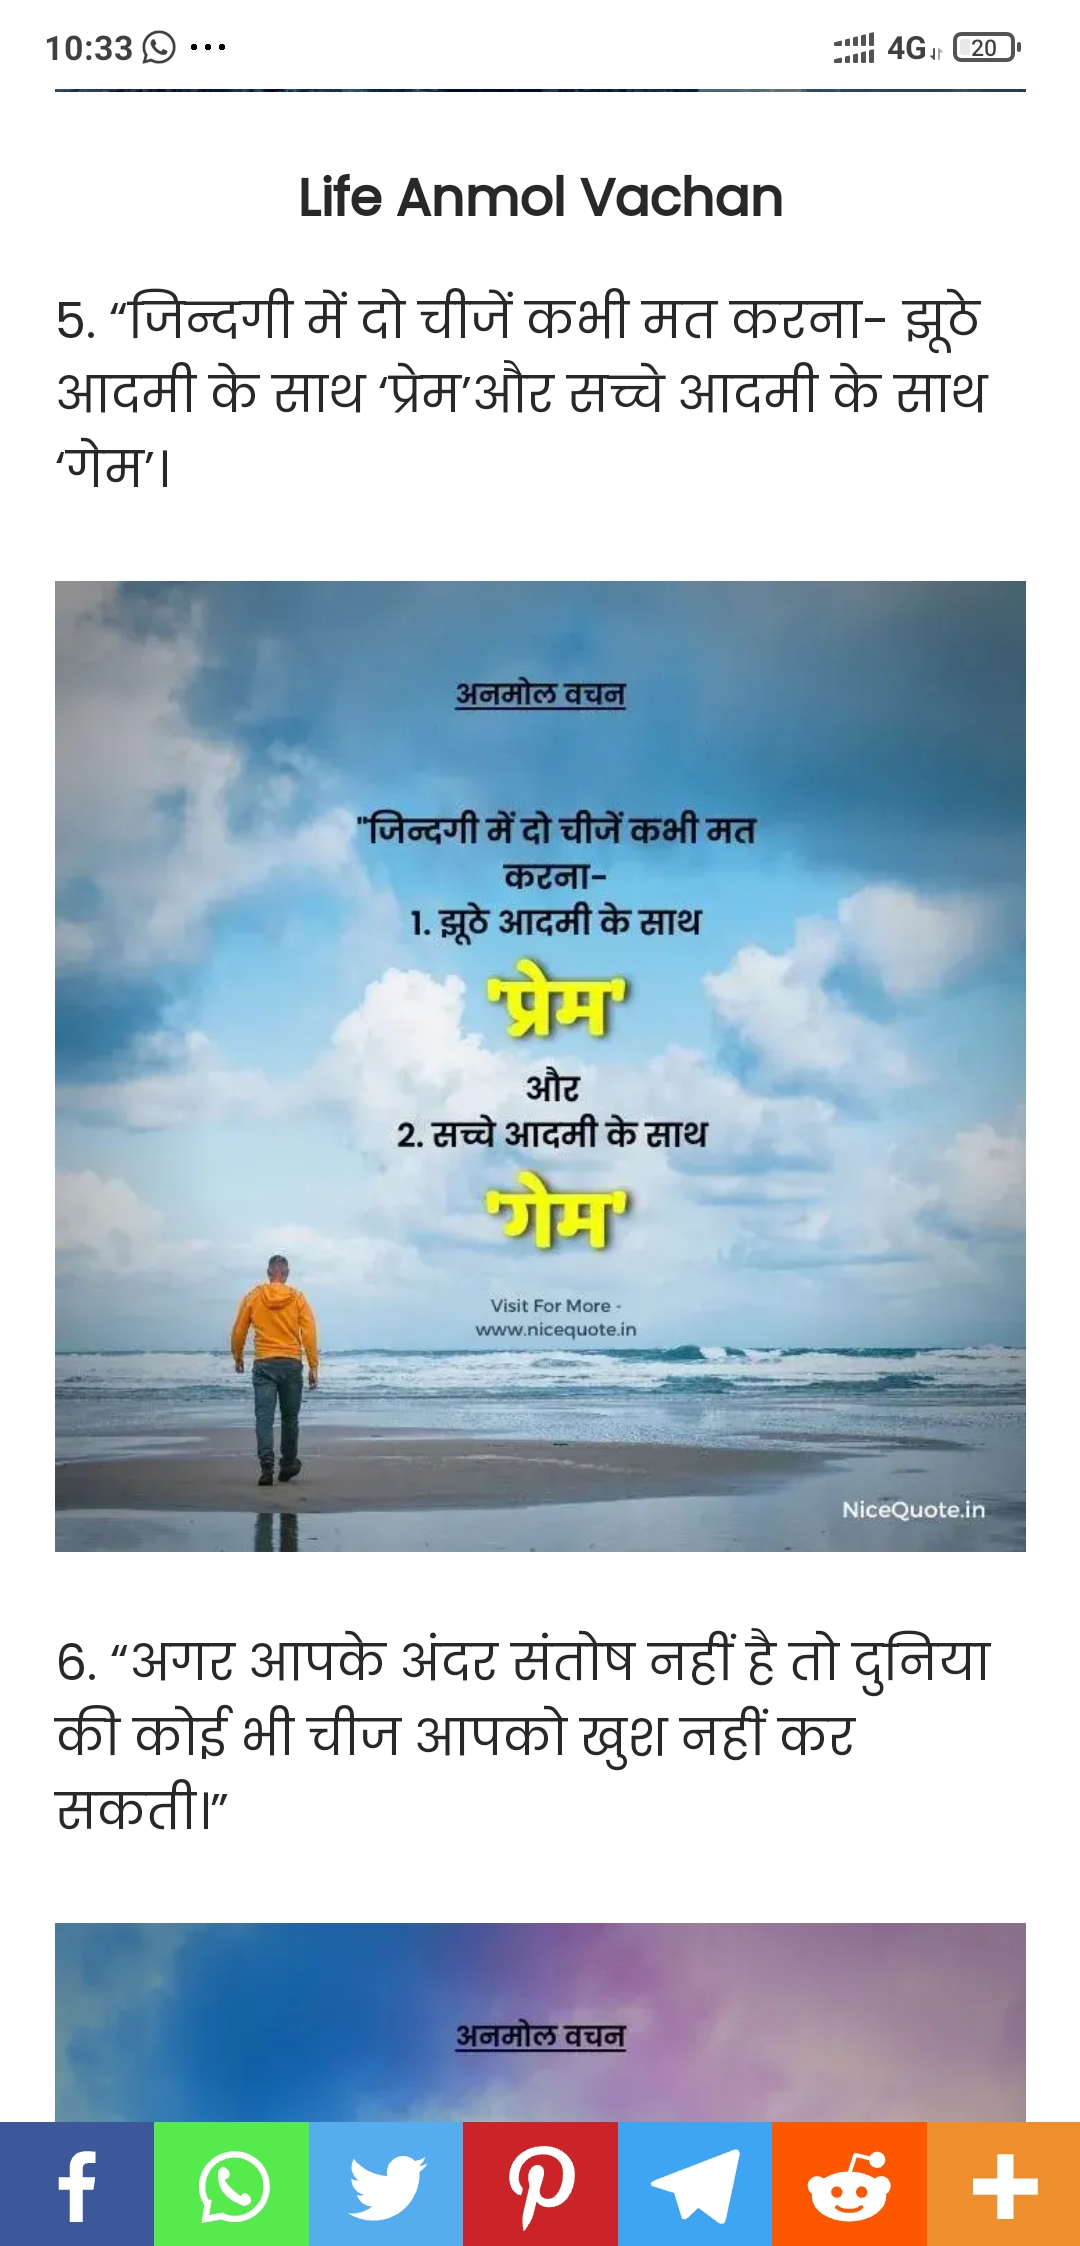 10:33
4G 20
Life Anmol Vachan
5. “जिन्दगी में दो चीजें कभी मत करना- झूठे
आदमी के साथ ‘प्रेम’और सच्चे आदमी के साथ
‘गेम’।
अनमोल वचन
"जिन्दगी में दो चीजें कभी मत
करना-
1. झूठे आदमी के साथ
'प्रेम'
और
2. सच्चे आदमी के साथ
'गेम'
Visit For More -
www.nicequote.in
NiceQuote.in
6. “अगर आपके अंदर संतोष नहीं है तो दुनिया
की कोई भी चीज आपको खुश नहीं कर
सकती।”
अनमोल वचन